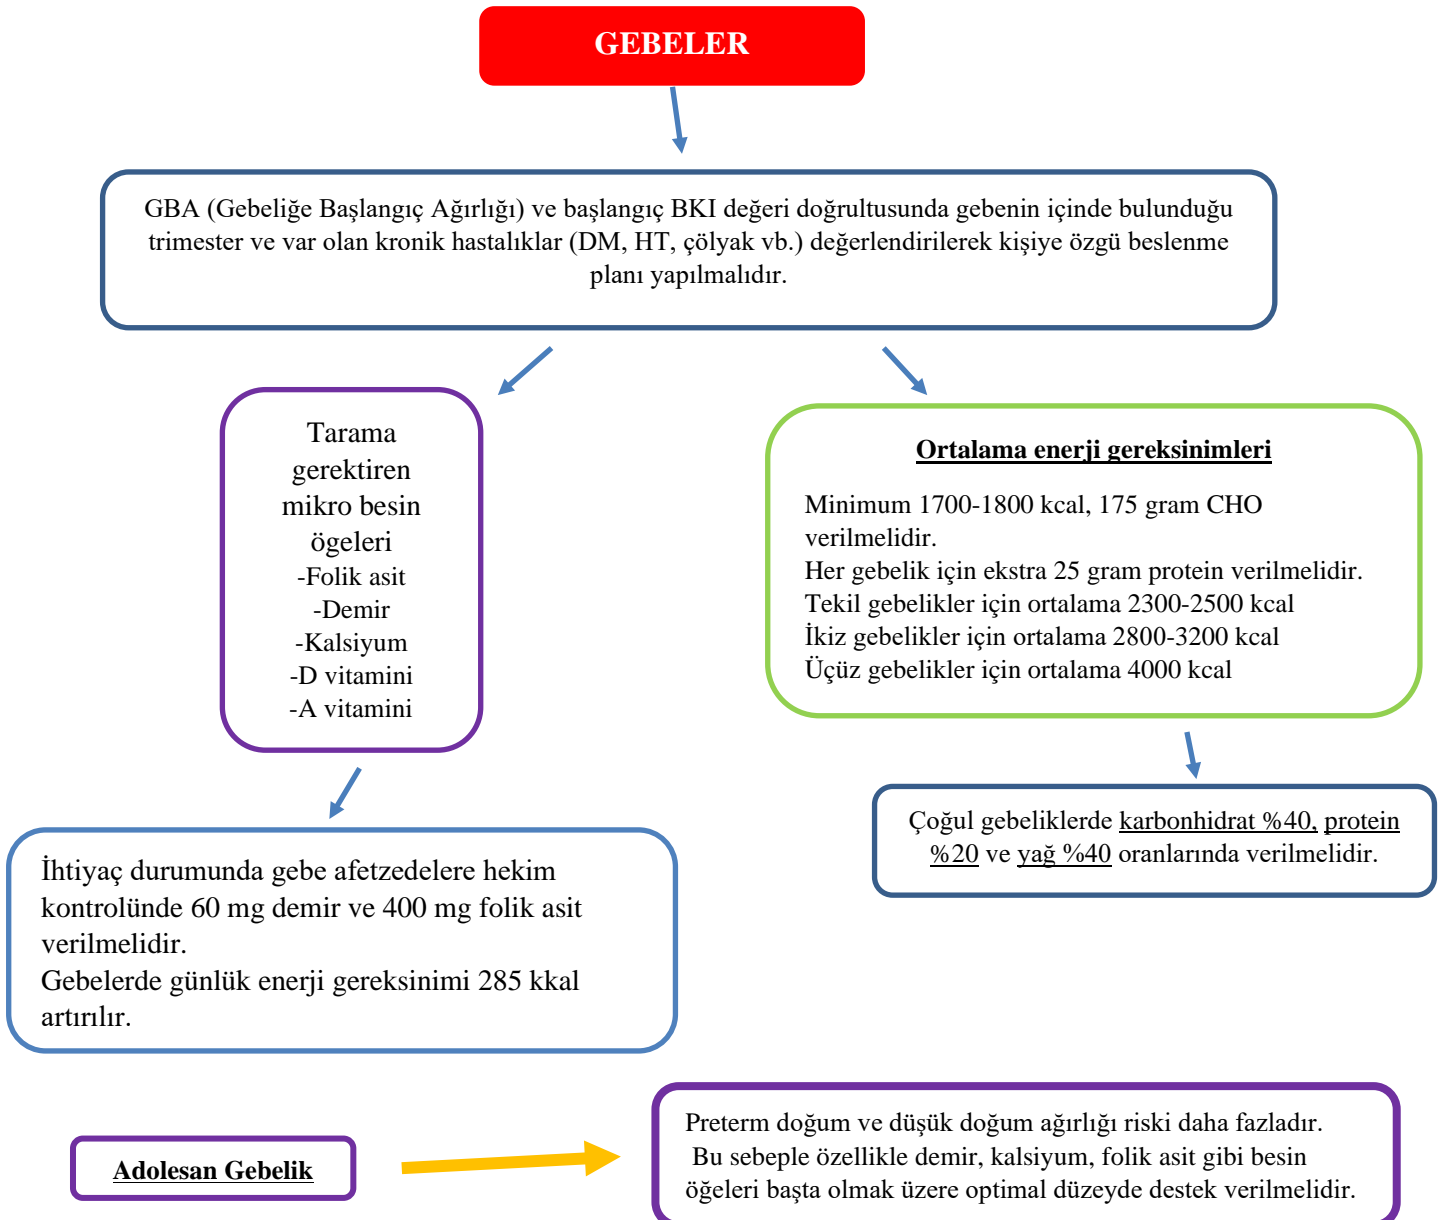 GEBELER
GBA (Gebeliğe Başlangıç Ağırlığı) ve başlangıç BKI değeri doğrultusunda gebenin içinde bulunduğu
trimester ve var olan kronik hastalıklar (DM, HT, çölyak vb.) değerlendirilerek kişiye özgü beslenme
planı yapılmalıdır.
Tarama
gerektiren
mikro besin
ögeleri
-Folik asit
-Demir
-Kalsiyum
-D vitamini
-A vitamini
Ortalama enerji gereksinimleri
Minimum 1700-1800 kcal, 175 gram CHO
verilmelidir.
Her gebelik için ekstra 25 gram protein verilmelidir.
Tekil gebelikler için ortalama 2300-2500 kcal
İkiz gebelikler için ortalama 2800-3200 kcal
Üçüz gebelikler için ortalama 4000 kcal
Çoğul gebeliklerde karbonhidrat %40, protein
%20 ve yağ %40 oranlarında verilmelidir.
İhtiyaç durumunda gebe afetzedelere hekim
kontrolünde 60 mg demir ve 400 mg folik asit
verilmelidir.
Gebelerde günlük enerji gereksinimi 285 kkal
artırılır.
Adolesan Gebelik
Preterm doğum ve düşük doğum ağırlığı riski daha fazladır.
Bu sebeple özellikle demir, kalsiyum, folik asit gibi besin
öğeleri başta olmak üzere optimal düzeyde destek verilmelidir.